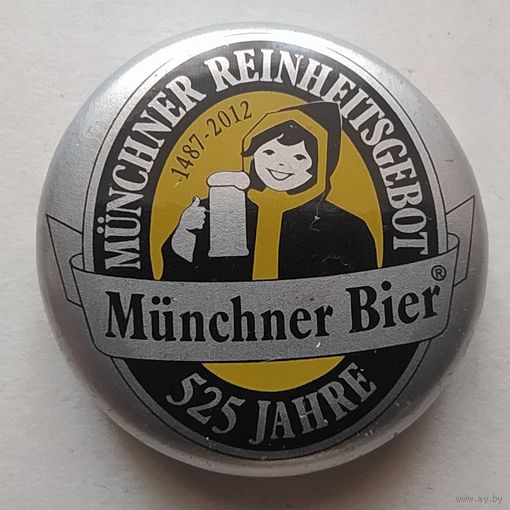 MÜNCHNER REINHEITSGEBOT
1487-2012
Münchner Bier®
525 JAHRE
www.ay.by